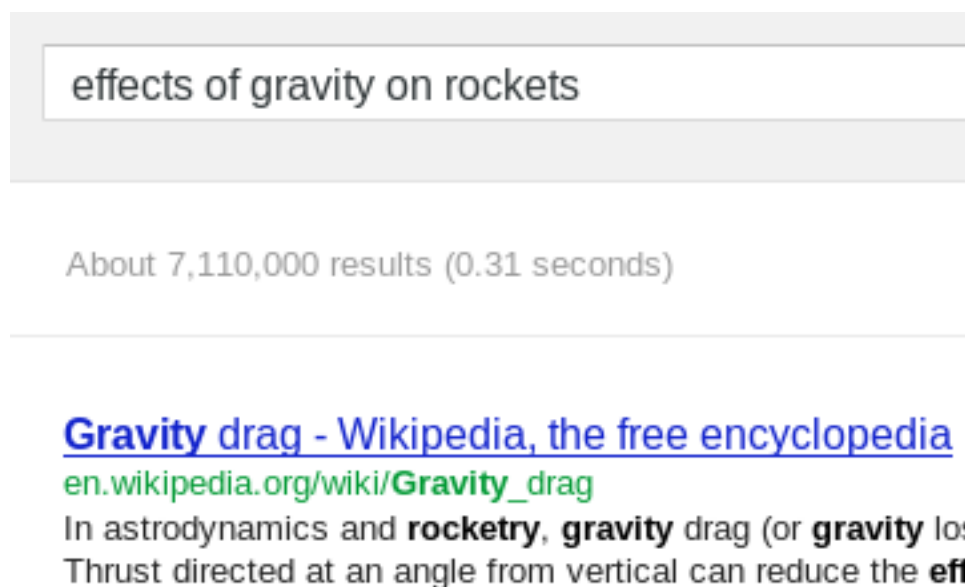 effects of gravity on rockets
About 7,110,000 results (0.31 seconds)
Gravity drag - Wikipedia, the free encyclopedia
en.wikipedia.org/wiki/Gravity_drag
In astrodynamics and rocketry, gravity drag (or gravity
Thrust directed at an angle from vertical can reduce the